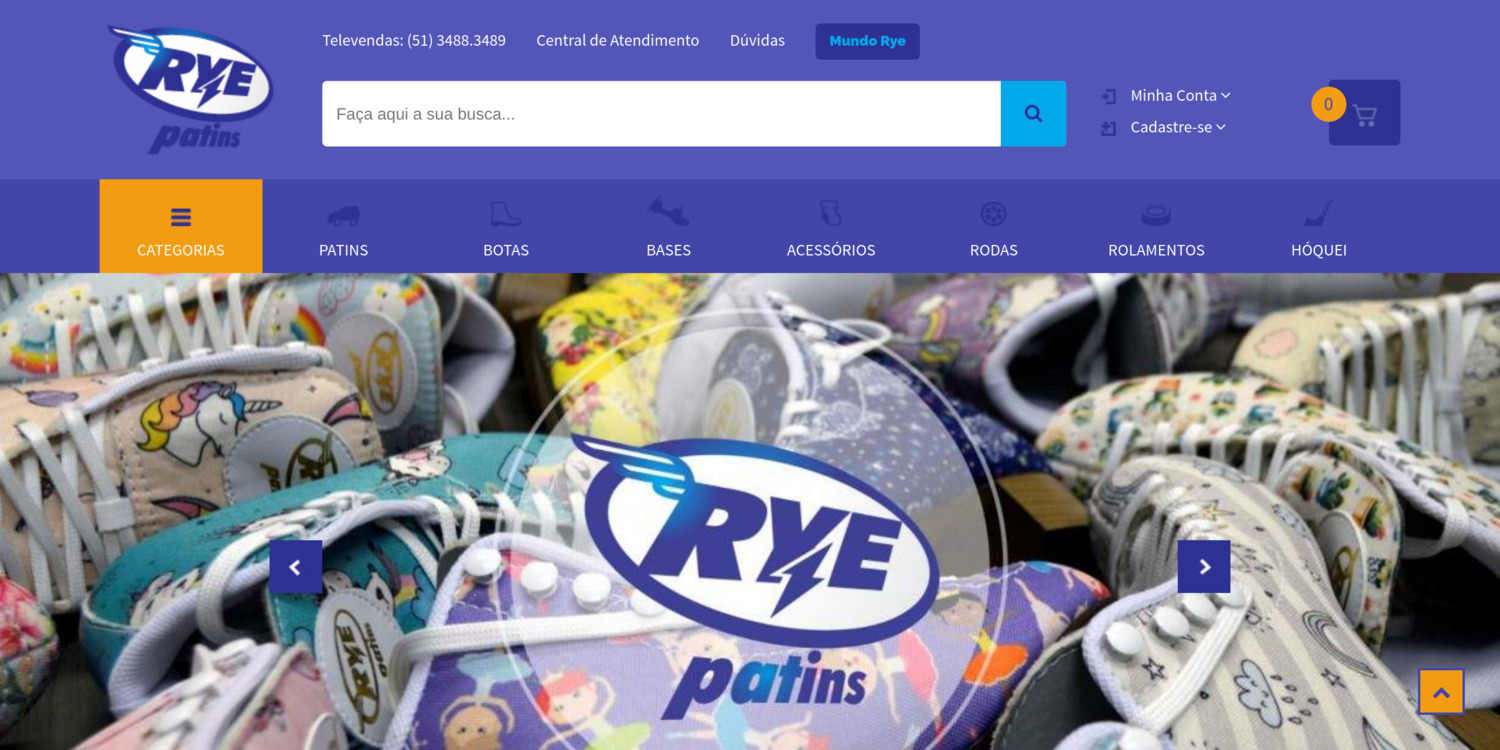 RYE
patins
Televendas: (51) 3488.3489
Central de Atendimento
Dúvidas
Mundo Rye
Faça aqui a sua busca...
Minha Conta
Cadastre-se
0
CATEGORIAS
PATINS
BOTAS
BASES
ACESSÓRIOS
RODAS
ROLAMENTOS
HÓQUEI
RYE
patins
RYE